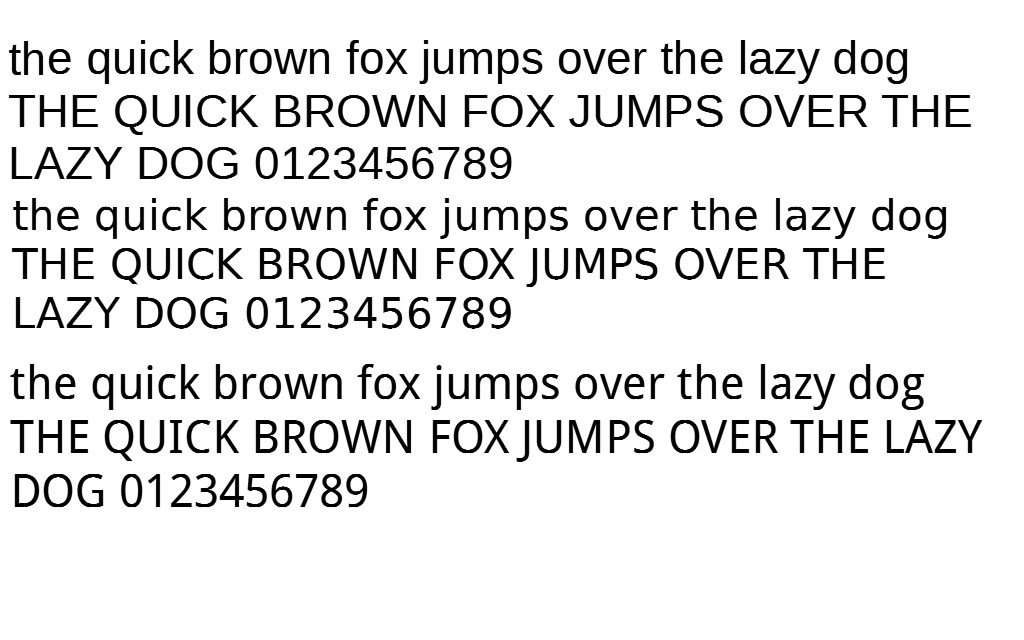 the quick brown fox jumps over the lazy dog
THE QUICK BROWN FOX JUMPS OVER THE
LAZY DOG 0123456789
the quick brown fox jumps over the lazy dog
THE QUICK BROWN FOX JUMPS OVER THE
LAZY DOG 0123456789
the quick brown fox jumps over the lazy dog
THE QUICK BROWN FOX JUMPS OVER THE LAZY
DOG 0123456789